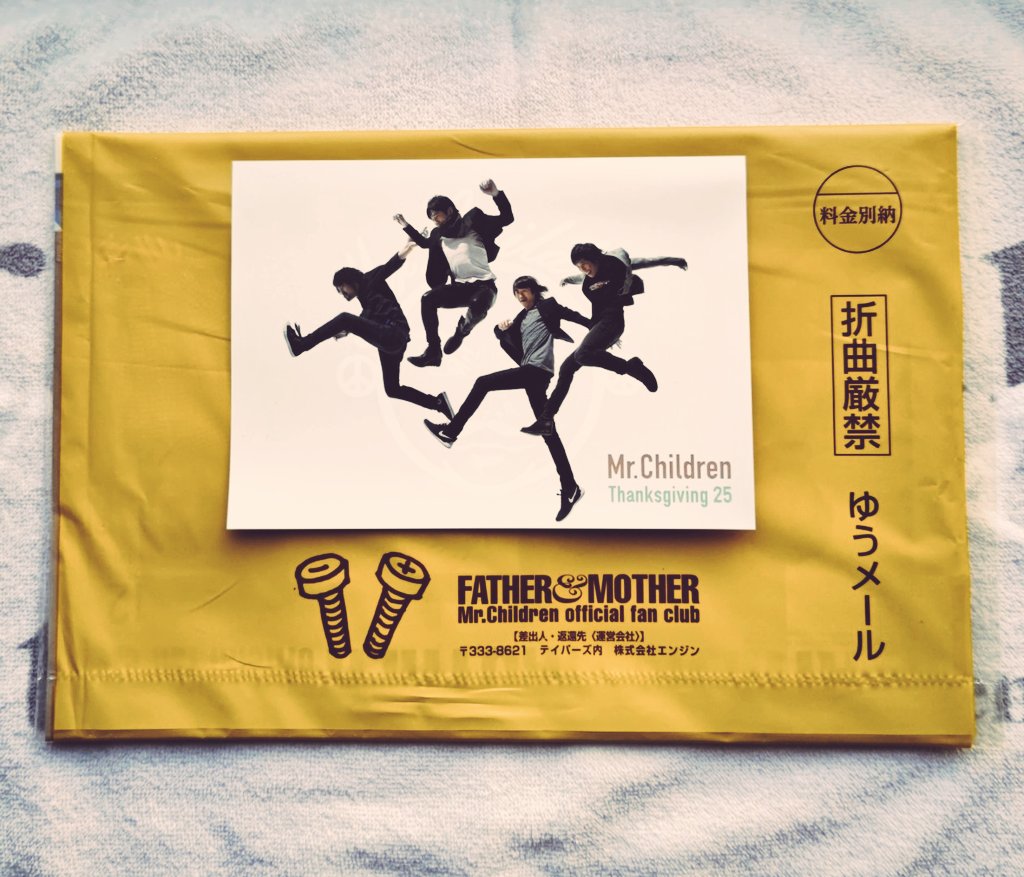 Mr.Children
Thanksgiving 25
料金別納
折曲厳禁
ゆうメール
FATHER&MOTHER
Mr.Children official fan club
【差出人・返還先〈運営会社〉】
〒333-8621 テイパーズ内 株式会社エンジン